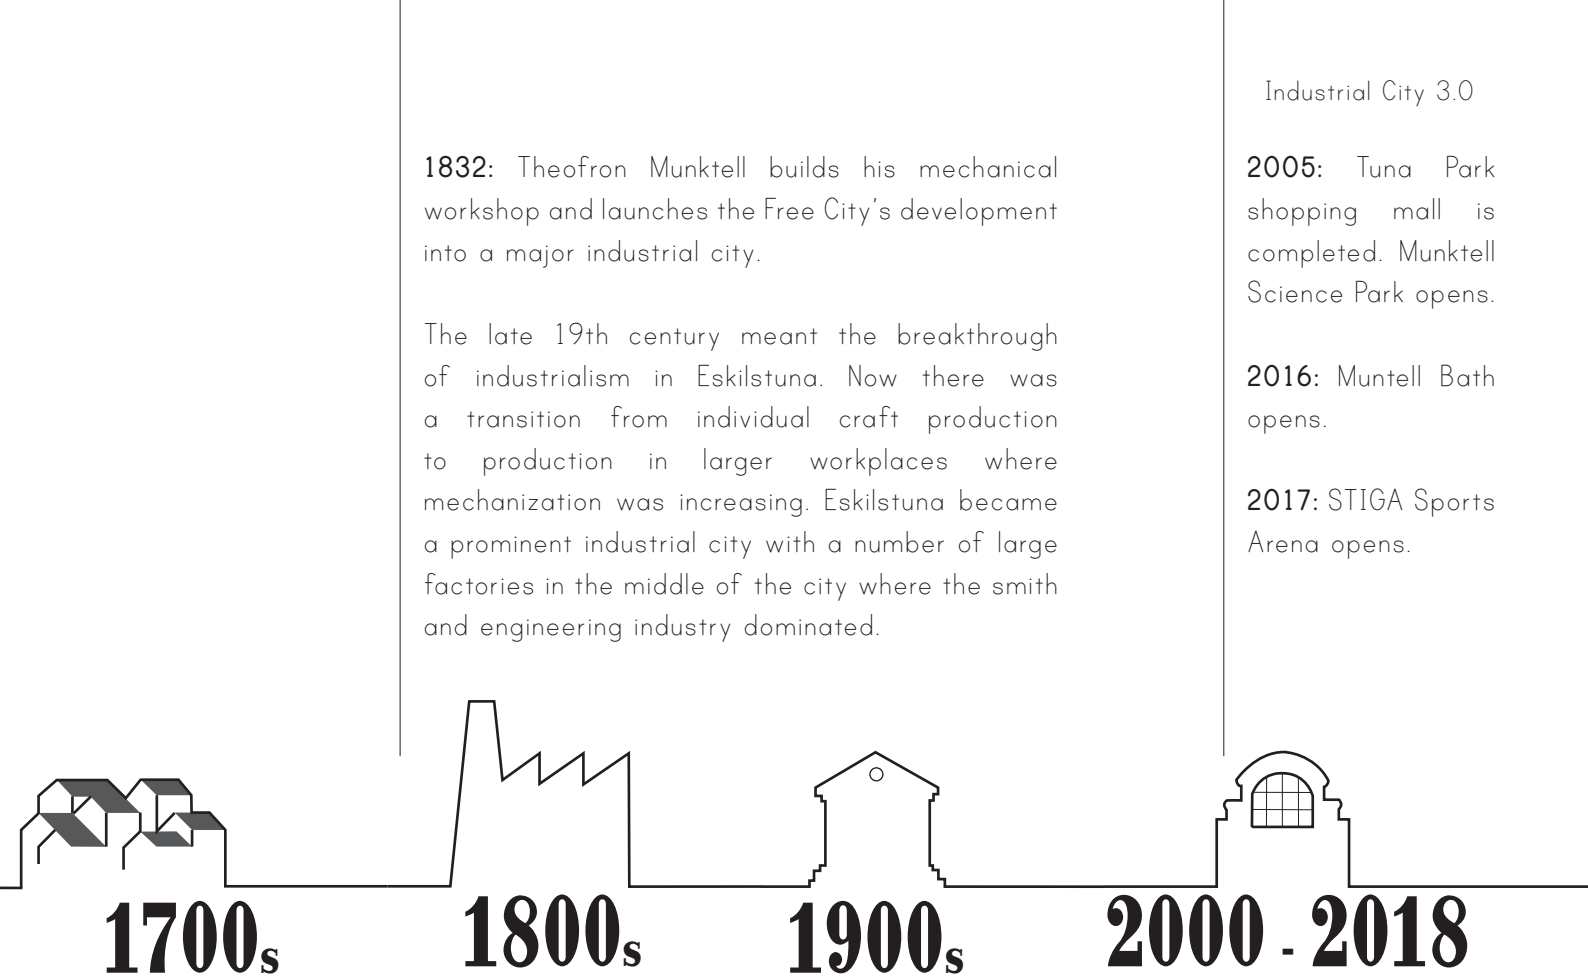 1832: Theofron Munktell builds his mechanical
workshop and launches the Free City's development
into a major industrial city.
The late 19th century meant the breakthrough
of industrialism in Eskilstuna. Now there was
a transition from individual craft production
to production in larger workplaces where
mechanization was increasing. Eskilstuna became
a prominent industrial city with a number of large
factories in the middle of the city where the smith
and engineering industry dominated.
Industrial City 3.0
2005: Tuna Park
shopping mall is
completed. Munktell
Science Park opens.
2016: Muntell Bath
opens.
2017: STIGA Sports
Arena opens.
1700s
1800s
1900s
2000 - 2018